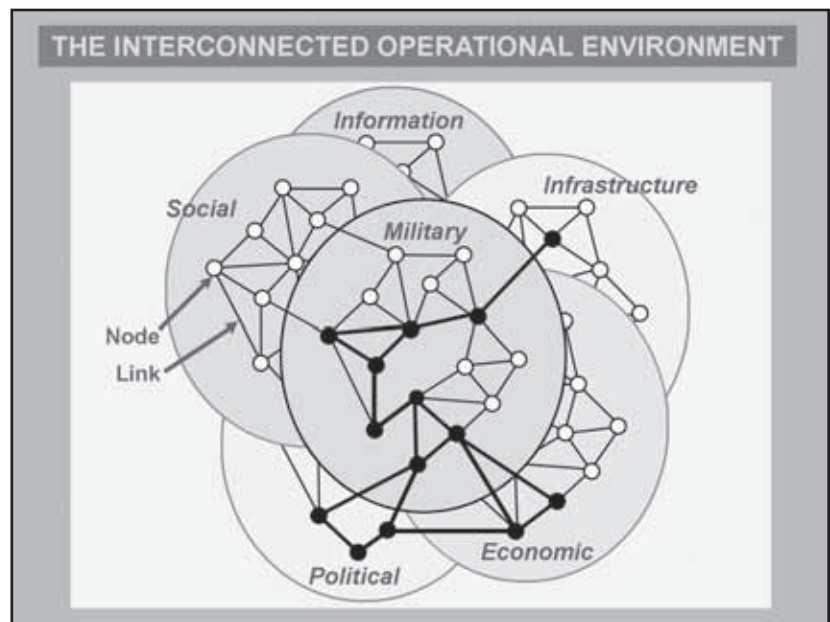 THE INTERCONNECTED OPERATIONAL ENVIRONMENT
Information
Infrastructure
Social
Military
Node
Link
Economic
Political